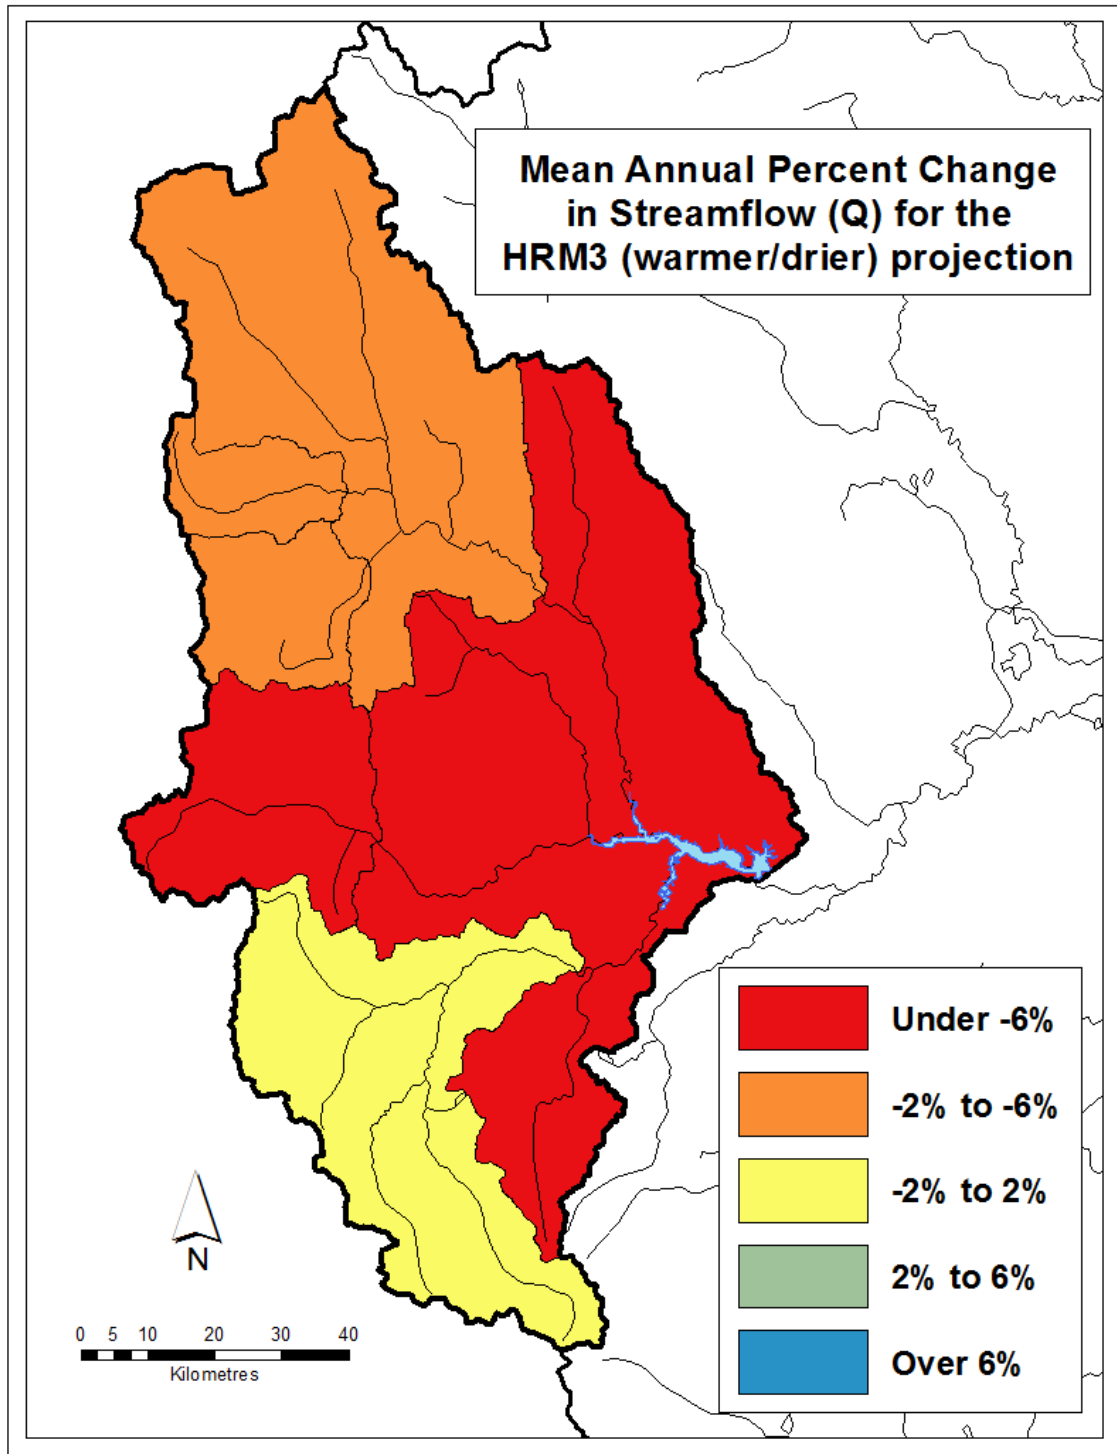 Mean Annual Percent Change
in Streamflow (Q) for the
HRM3 (warmer/drier) projection
Under -6%
-2% to -6%
-2% to 2%
2% to 6%
Over 6%
N
0 5 10 20 30 40
Kilometres